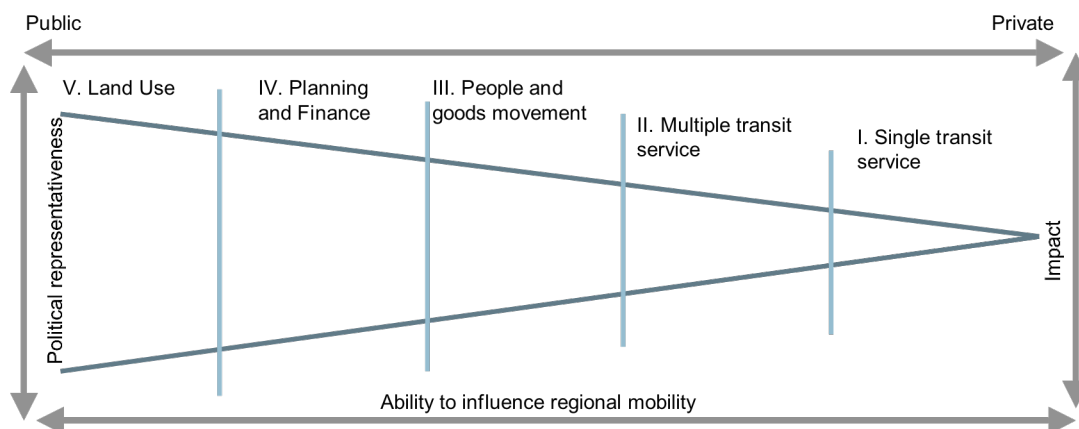 Public
Private
V. Land Use
IV. Planning
and Finance
III. People and
goods movement
II. Multiple transit
service
I. Single transit
service
Political representativeness
Impact
Ability to influence regional mobility